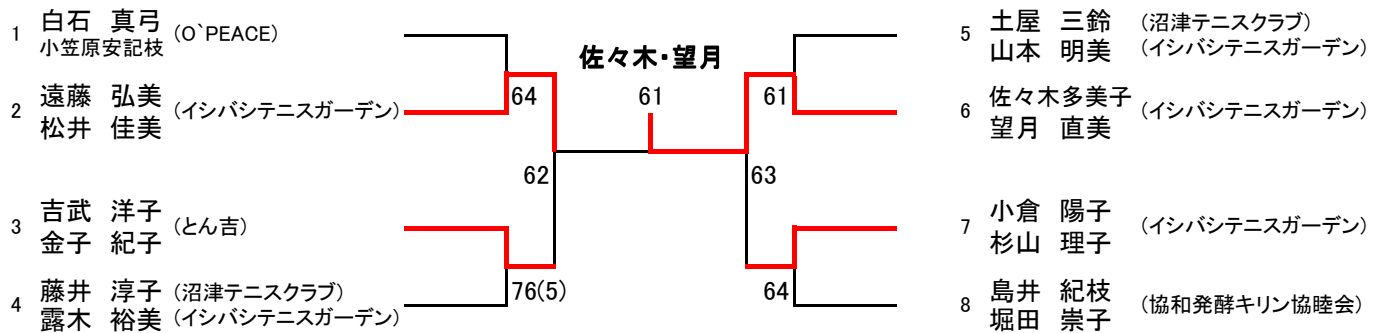 1 白石 真弓 (O`PEACE)
小笠原安記枝
2 遠藤 弘美 (イシバシテニスガーデン)
松井 佳美
3 吉武 洋子 (とん吉)
金子 紀子
4 藤井 淳子 (沼津テニスクラブ)
露木 裕美 (イシバシテニスガーデン)
64
62
76(5)
佐々木・望月
61
61
63
64
5 土屋 三鈴 (沼津テニスクラブ)
山本 明美 (イシバシテニスガーデン)
6 佐々木多美子 (イシバシテニスガーデン)
望月 直美
7 小倉 陽子 (イシバシテニスガーデン)
杉山 理子
8 島井 紀枝 (協和発酵キリン協睦会)
堀田 崇子